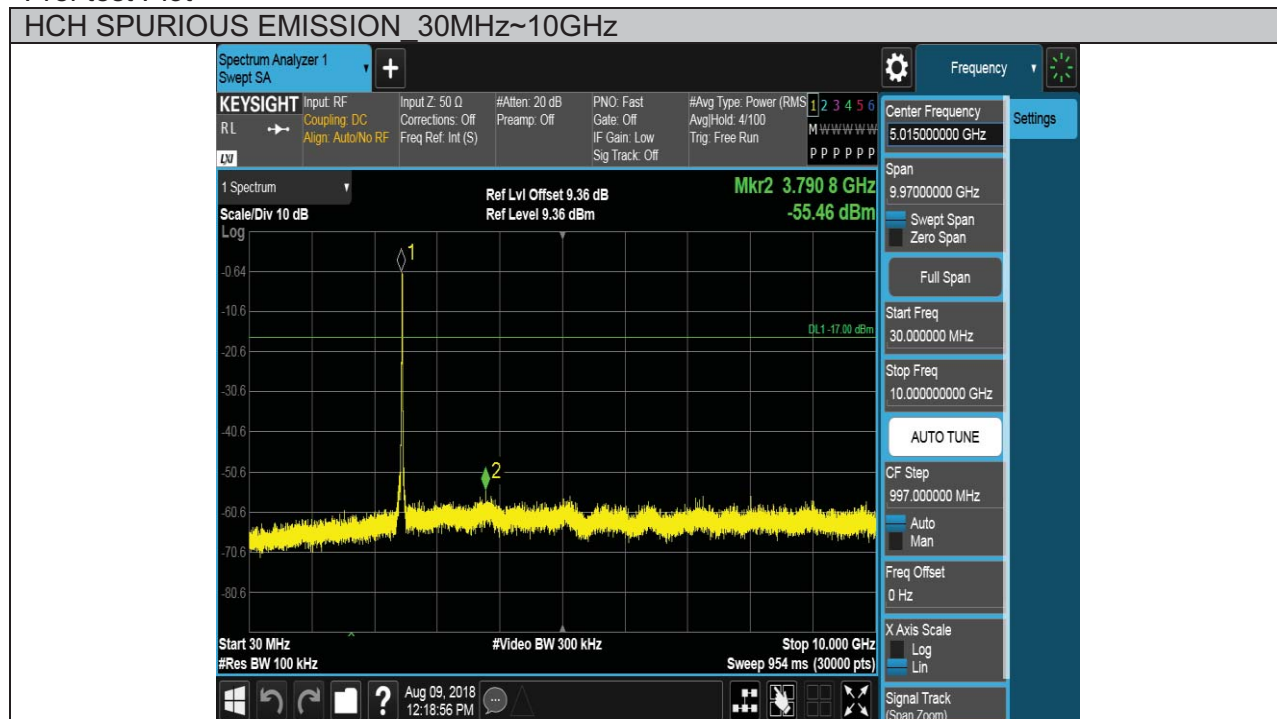 HCH SPURIOUS EMISSION_30MHz~10GHz
Spectrum Analyzer 1
Swept SA
+
Frequency
KEYSIGHT
RL
LXI
Input: RF
Coupling: DC
Align: Auto/No RF
Input Z: 50 Ω
Corrections: Off
Freq Ref: Int (S)
#Atten: 20 dB
Preamp: Off
PNO: Fast
Gate: Off
IF Gain: Low
Sig Track: Off
#Avg Type: Power (RMS
Avg|Hold: 4/100
Trig: Free Run
1 2 3 4 5 6
M W W W W W
P P P P P P
1 Spectrum
Scale/Div 10 dB
Log
Ref Lvl Offset 9.36 dB
Ref Level 9.36 dBm
Mkr2 3.790 8 GHz
-55.46 dBm
1
-0.64
-10.6
DL1 -17.00 dBm
-20.6
-30.6
-40.6
-50.6
2
-60.6
-70.6
-80.6
Start 30 MHz
#Res BW 100 kHz
#Video BW 300 kHz
Stop 10.000 GHz
Sweep 954 ms (30000 pts)
?
Aug 09, 2018
12:18:56 PM
Center Frequency
5.015000000 GHz
Settings
Span
9.97000000 GHz
Swept Span
Zero Span
Full Span
Start Freq
30.000000 MHz
Stop Freq
10.000000000 GHz
AUTO TUNE
CF Step
997.000000 MHz
Auto
Man
Freq Offset
0 Hz
X Axis Scale
Log
Lin
Signal Track
(Span Zoom)